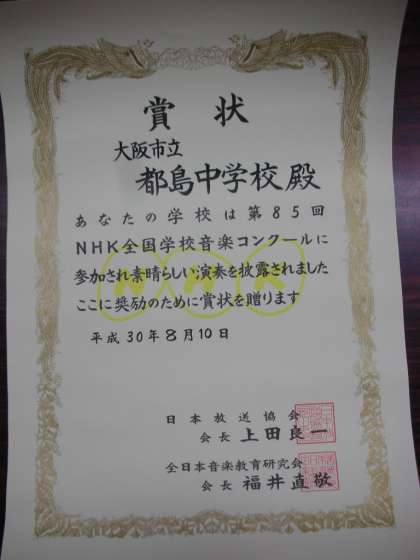 賞状
大阪市立
都島中学校殿
あなたの学校は第85回
NHK全国学校音楽コンクールに
参加され素晴らしい演奏を披露されました
ここに奨励のために賞状を贈ります
NHK
平成30年8月10日
日本放送協会
会長 上田良一
全日本音楽教育研究会
会長 福井直敬